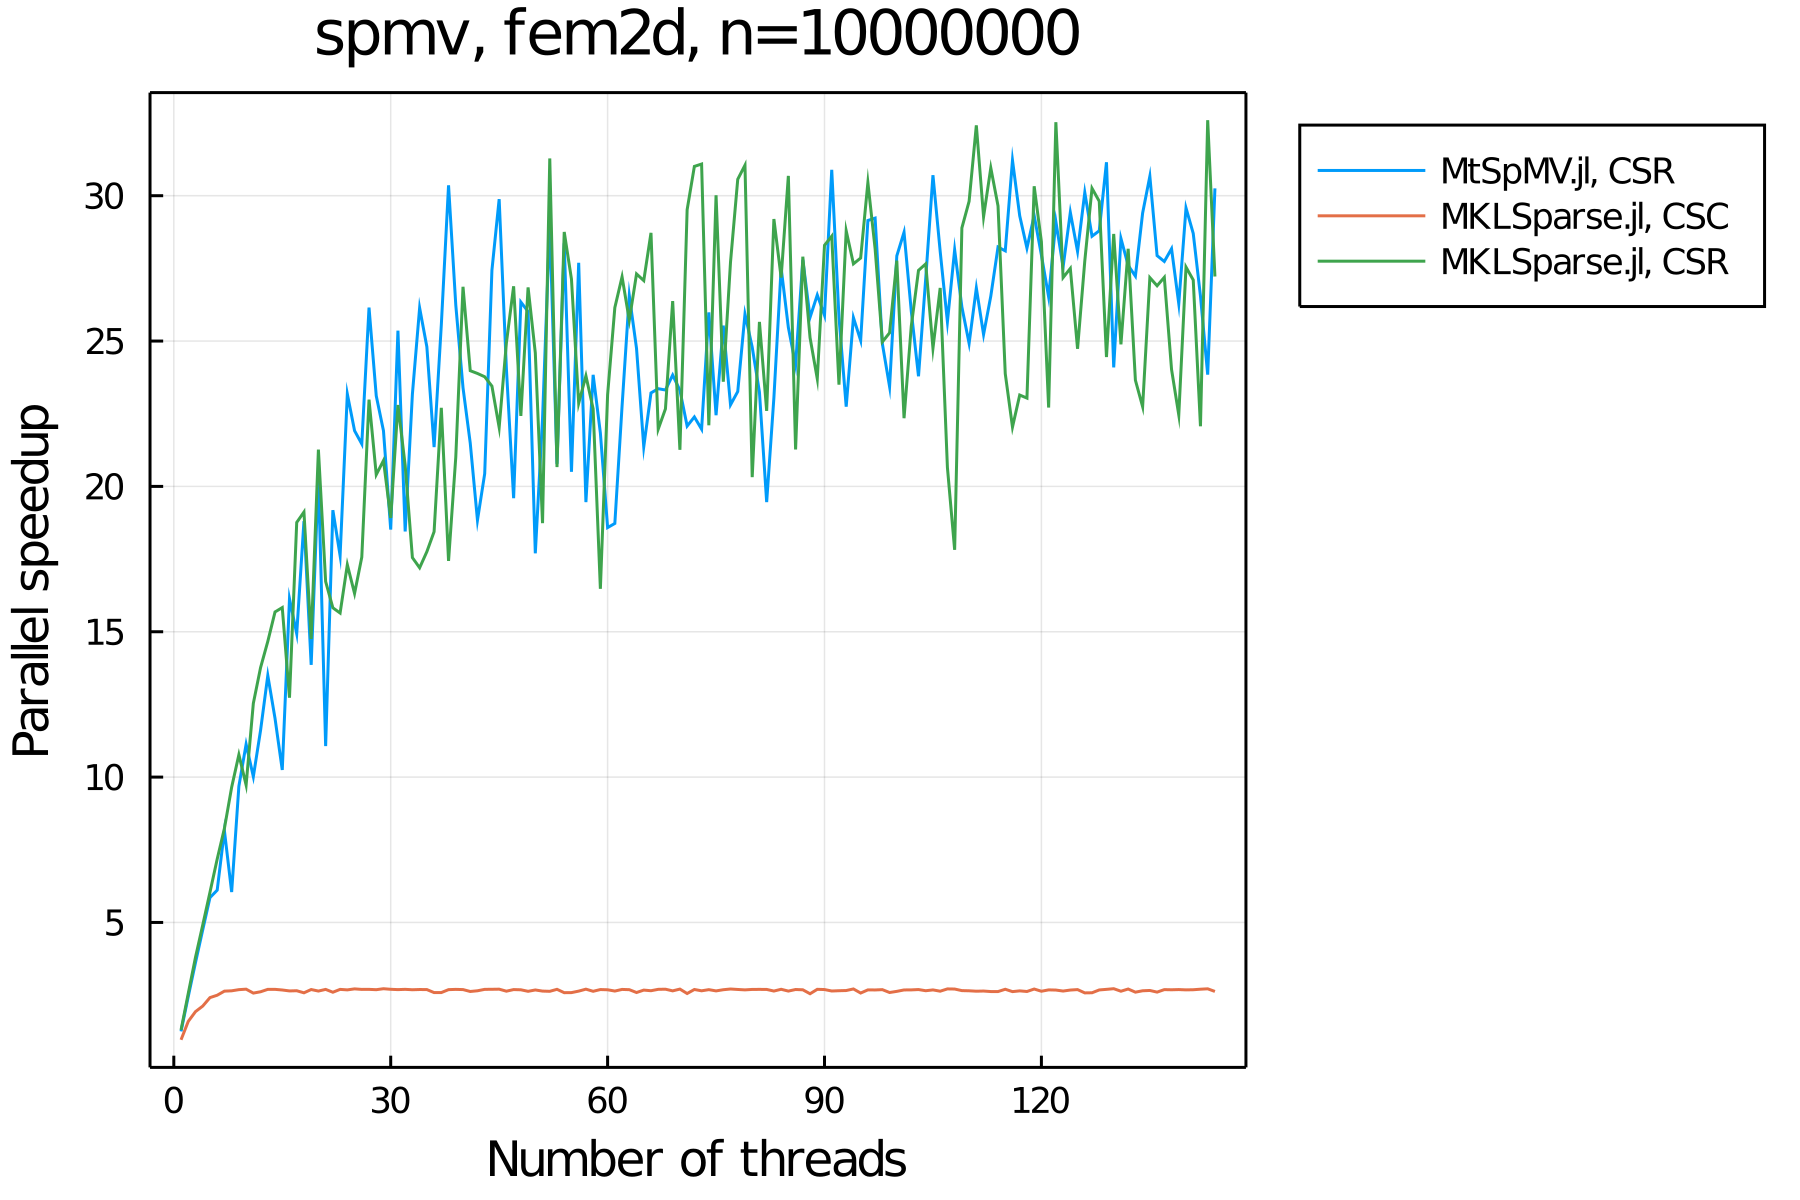 spmv, fem2d, n=10000000
Parallel speedup
30
25
20
15
10
5
0
30
60
90
120
Number of threads
MtSpMV.jl, CSR
MKLSparse.jl, CSC
MKLSparse.jl, CSR